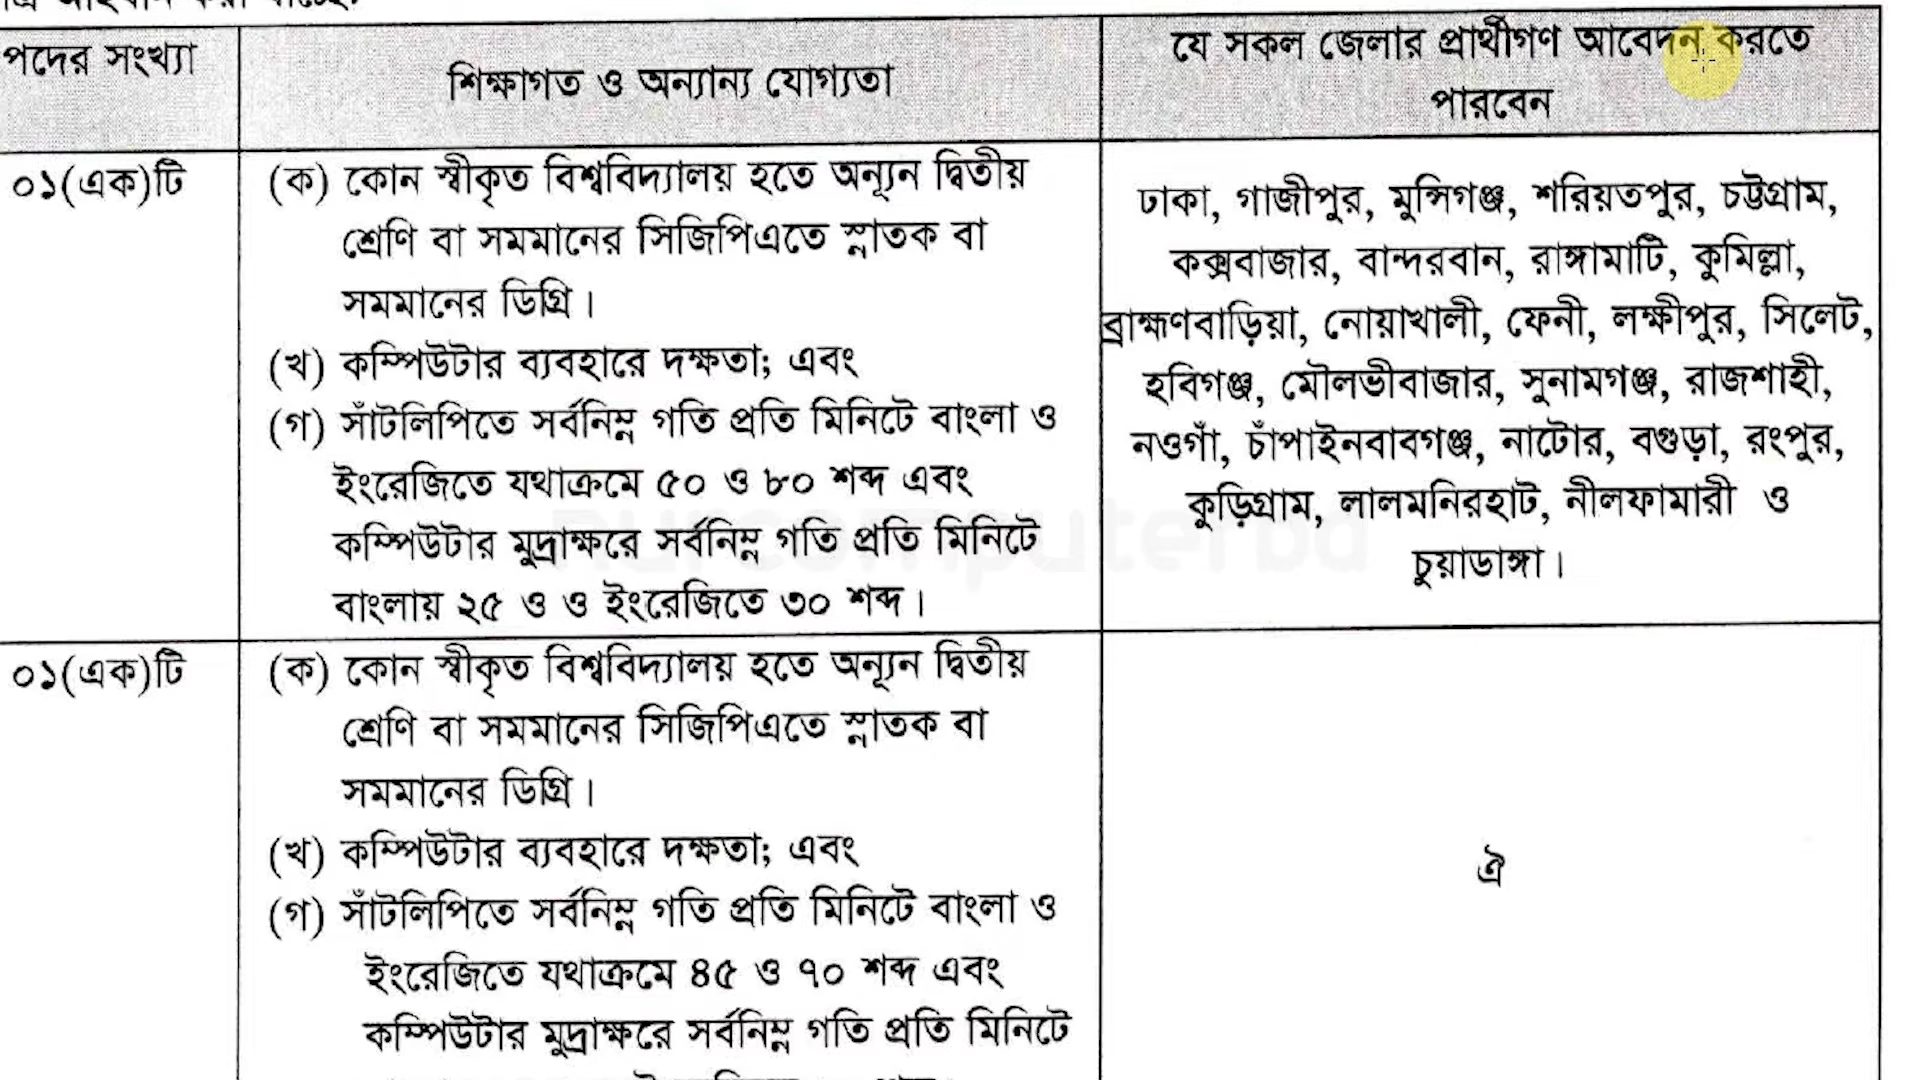 পদের সংখ্যা
শিক্ষাগত ও অন্যান্য যোগ্যতা
যে সকল জেলার প্রার্থীগণ আবেদন করতে
পারবেন
০১(এক)টি
(ক) কোন স্বীকৃত বিশ্ববিদ্যালয় হতে অন্যূন দ্বিতীয়
শ্রেণি বা সমমানের সিজিপিএতে স্নাতক বা
সমমানের ডিগ্রি।
(খ) কম্পিউটার ব্যবহারে দক্ষতা; এবং
(গ) সাঁটলিপিতে সর্বনিম্ন গতি প্রতি মিনিটে বাংলা ও
ইংরেজিতে যথাক্রমে ৫০ ও ৮০ শব্দ এবং
কম্পিউটার মুদ্রাক্ষরে সর্বনিম্ন গতি প্রতি মিনিটে
বাংলায় ২৫ ও ও ইংরেজিতে ৩০ শব্দ।
ঢাকা, গাজীপুর, মুন্সিগঞ্জ, শরিয়তপুর, চট্টগ্রাম,
কক্সবাজার, বান্দরবান, রাঙ্গামাটি, কুমিল্লা,
ব্রাহ্মণবাড়িয়া, নোয়াখালী, ফেনী, লক্ষীপুর, সিলেট,
হবিগঞ্জ, মৌলভীবাজার, সুনামগঞ্জ, রাজশাহী,
নওগাঁ, চাঁপাইনবাবগঞ্জ, নাটোর, বগুড়া, রংপুর,
কুড়িগ্রাম, লালমনিরহাট, নীলফামারী ও
চুয়াডাঙ্গা।
nurcomputerbd
০১(এক)টি
(ক) কোন স্বীকৃত বিশ্ববিদ্যালয় হতে অন্যূন দ্বিতীয়
শ্রেণি বা সমমানের সিজিপিএতে স্নাতক বা
সমমানের ডিগ্রি।
(খ) কম্পিউটার ব্যবহারে দক্ষতা; এবং
(গ) সাঁটলিপিতে সর্বনিম্ন গতি প্রতি মিনিটে বাংলা ও
ইংরেজিতে যথাক্রমে ৪৫ ও ৭০ শব্দ এবং
কম্পিউটার মুদ্রাক্ষরে সর্বনিম্ন গতি প্রতি মিনিটে
ঐ